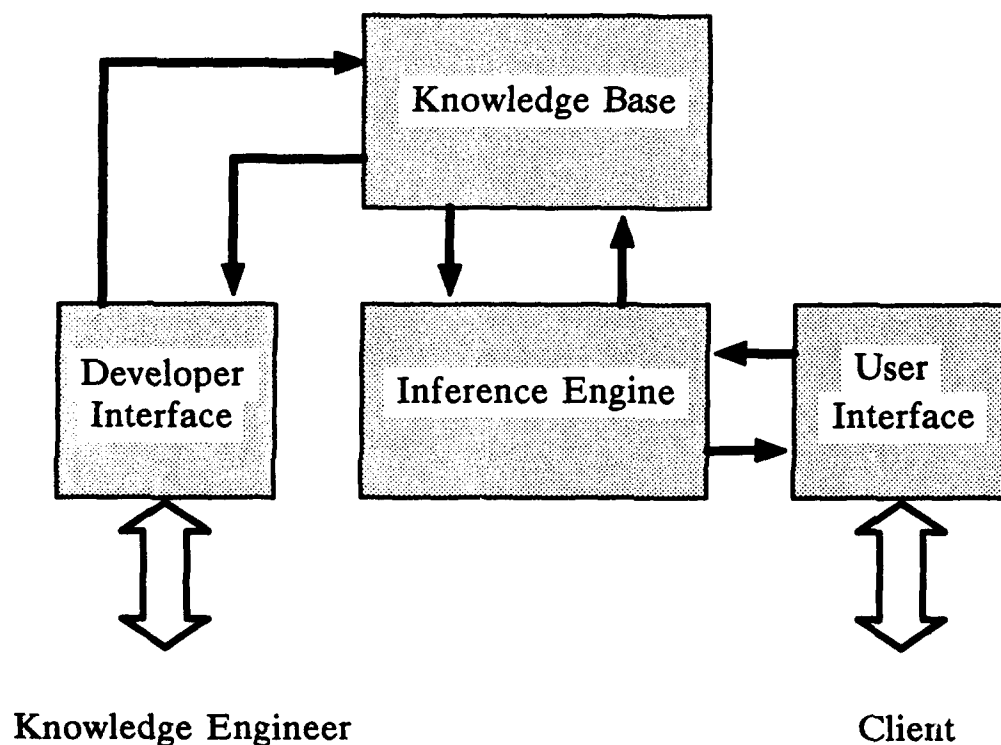 Knowledge Base
Developer
Interface
Inference Engine
User
Interface
Knowledge Engineer
Client